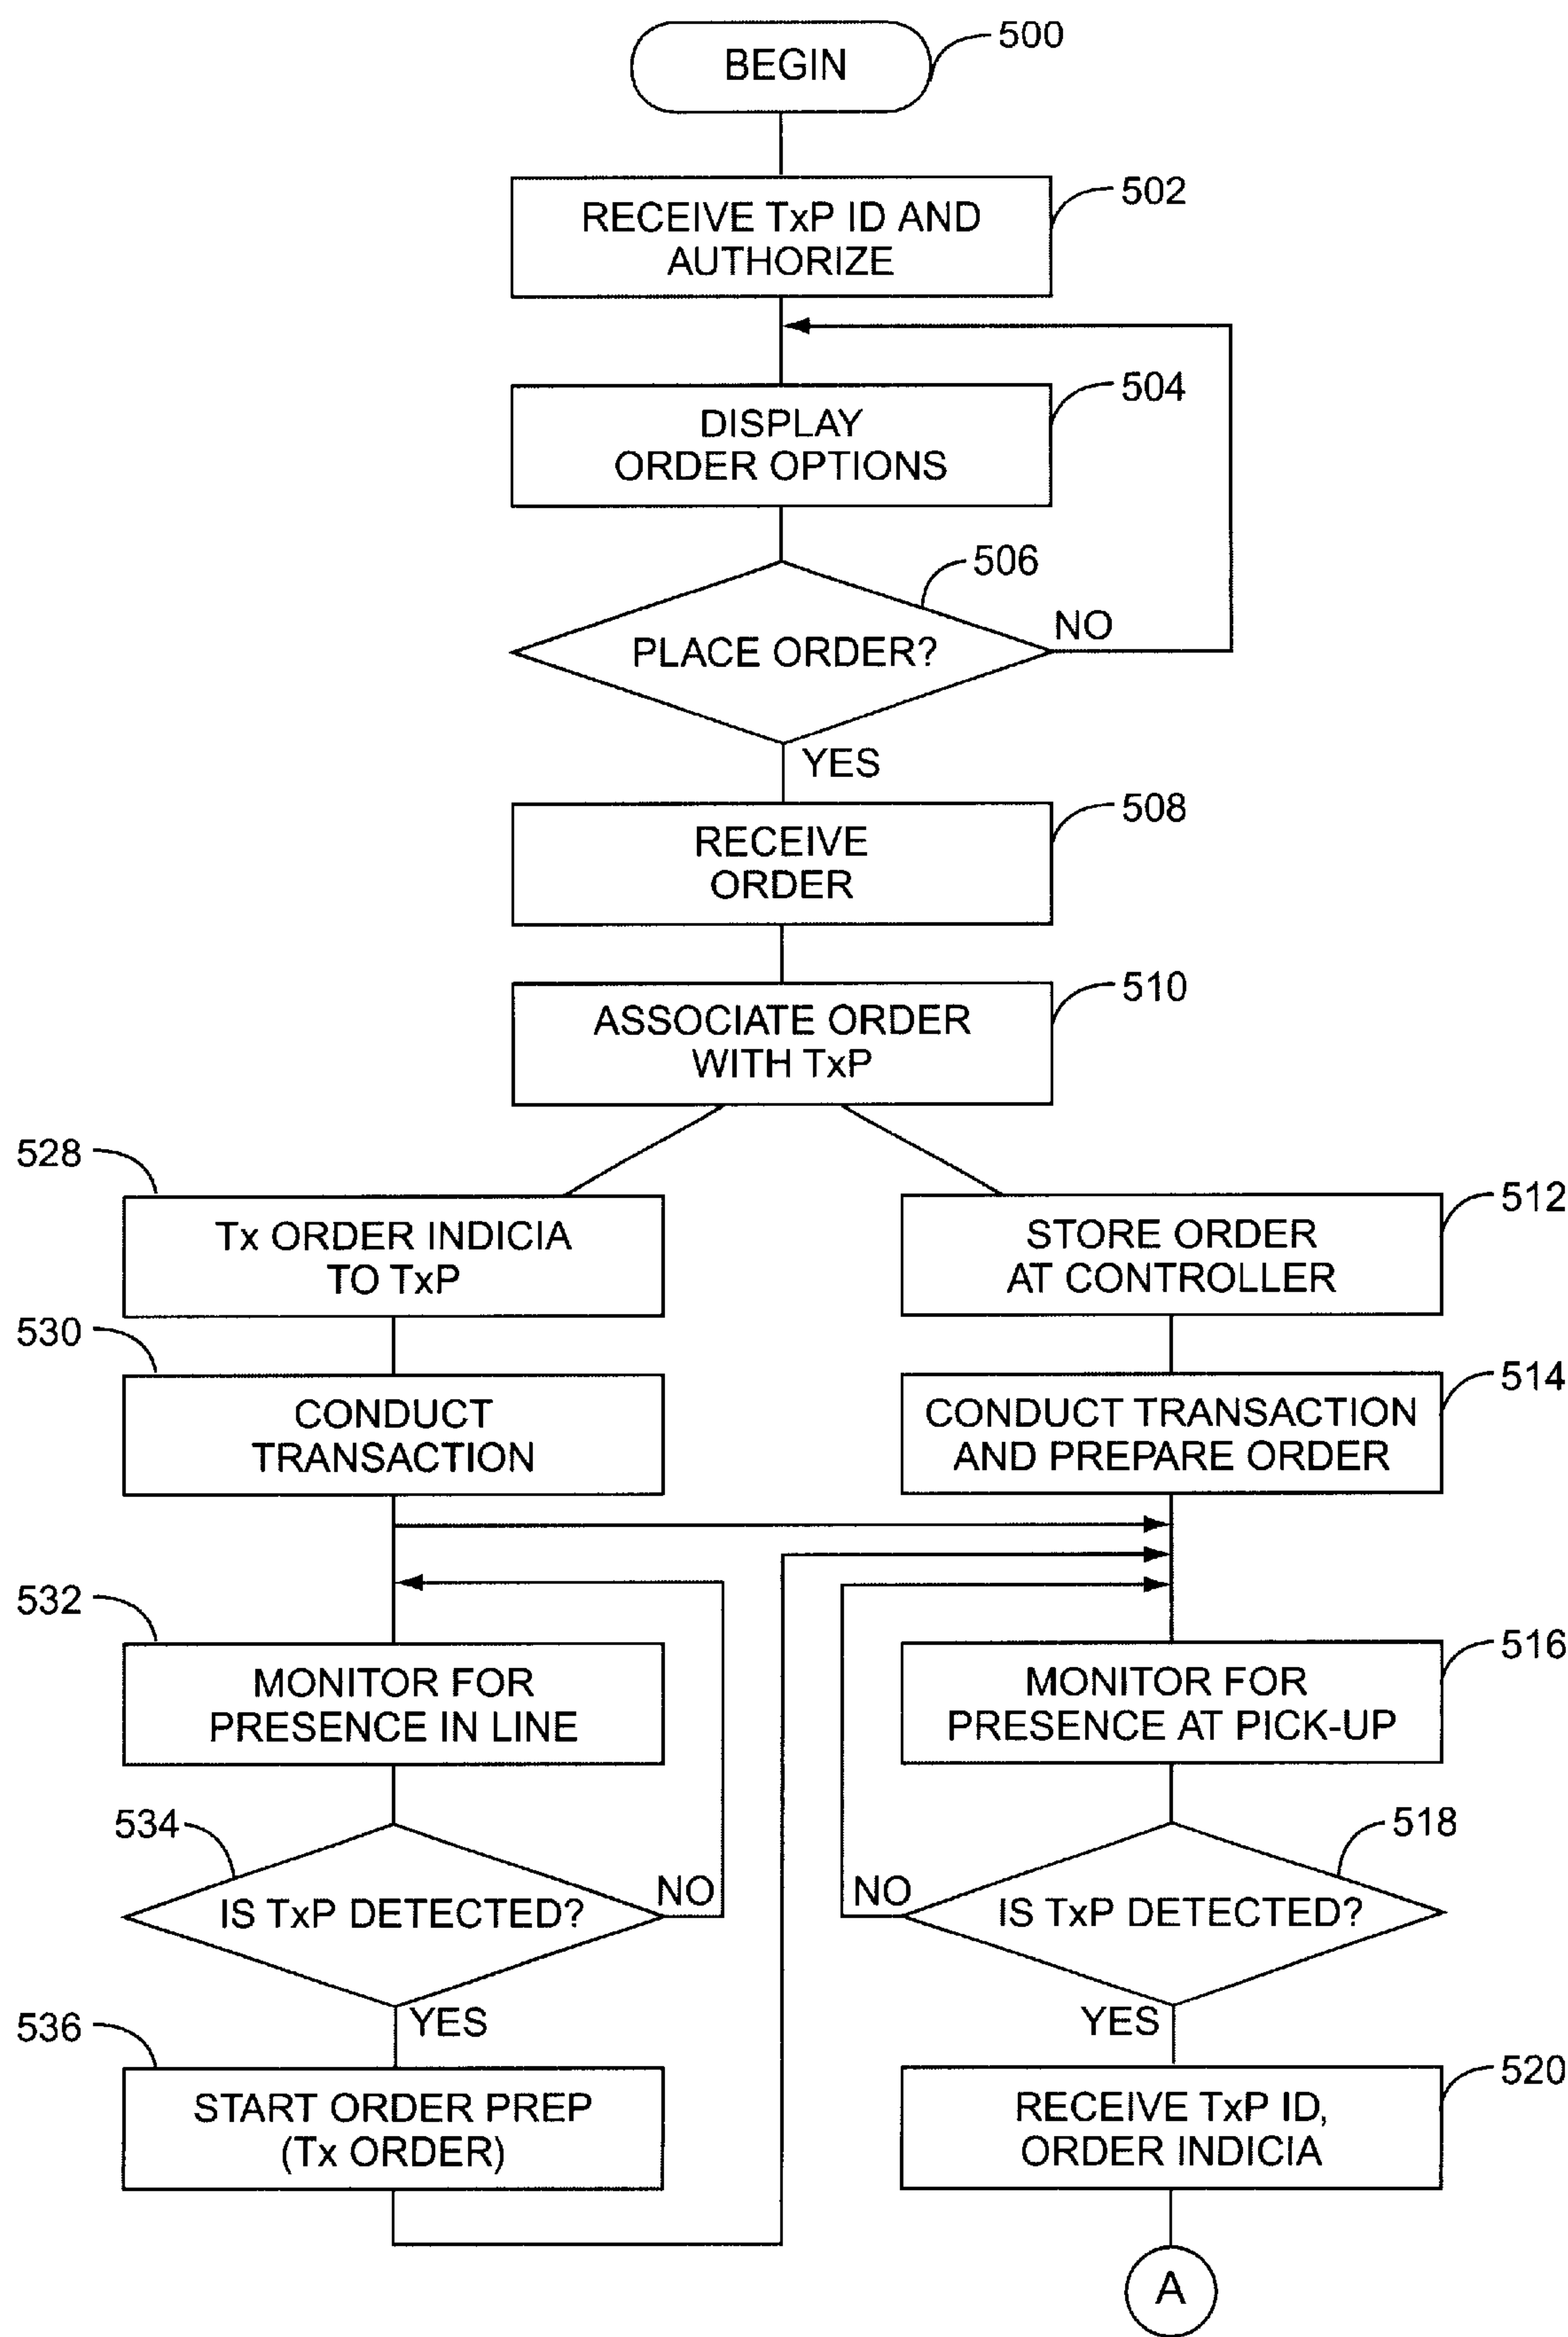 BEGIN
500
RECEIVE TxP ID AND
AUTHORIZE
502
DISPLAY
ORDER OPTIONS
504
PLACE ORDER?
506
NO
YES
RECEIVE
ORDER
508
ASSOCIATE ORDER
WITH TxP
510
528
Tx ORDER INDICIA
TO TxP
STORE ORDER
AT CONTROLLER
512
530
CONDUCT
TRANSACTION
CONDUCT TRANSACTION
AND PREPARE ORDER
514
532
MONITOR FOR
PRESENCE IN LINE
MONITOR FOR
PRESENCE AT PICK-UP
516
534
IS TxP DETECTED?
NO
NO
IS TxP DETECTED?
518
YES
YES
536
START ORDER PREP
(Tx ORDER)
RECEIVE TxP ID,
ORDER INDICIA
520
A